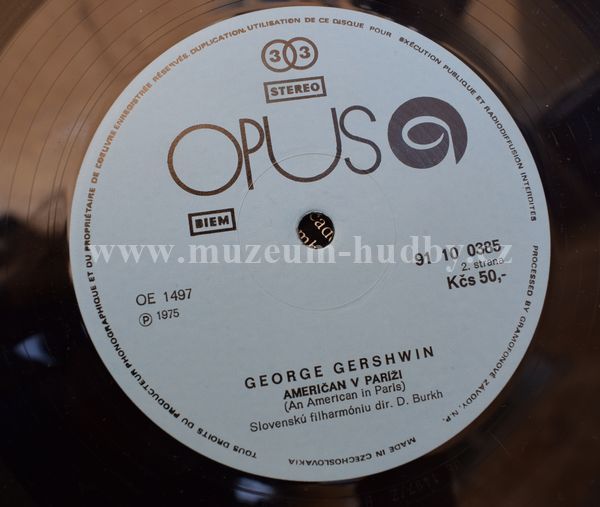 TOUS DROITS DU PRODUCTEUR PHONOGRAPHIQUE ET DU PROPRIÉTAIRE DE L'OEUVRE ENREGISTRÉE RÉSERVÉS. DUPLICATION, UTILISATION DE CE DISQUE POUR EXÉCUTION PUBLIQUE ET RADIODIFFUSION INTERDITES
PROCESSED BY GRAMOFONOVÉ ZÁVODY, N.P.
MADE IN CZECHOSLOVAKIA
33
STEREO
OPUS
BIEM
www.muzeum-hudby.cz
91 10 0385
2. strana
Kčs 50,-
OE 1497
Ⓟ 1975
GEORGE GERSHWIN
AMERIČAN V PARÍŽI
(An American in Paris)
Slovenskú filharmóniu dir. D. Burkh